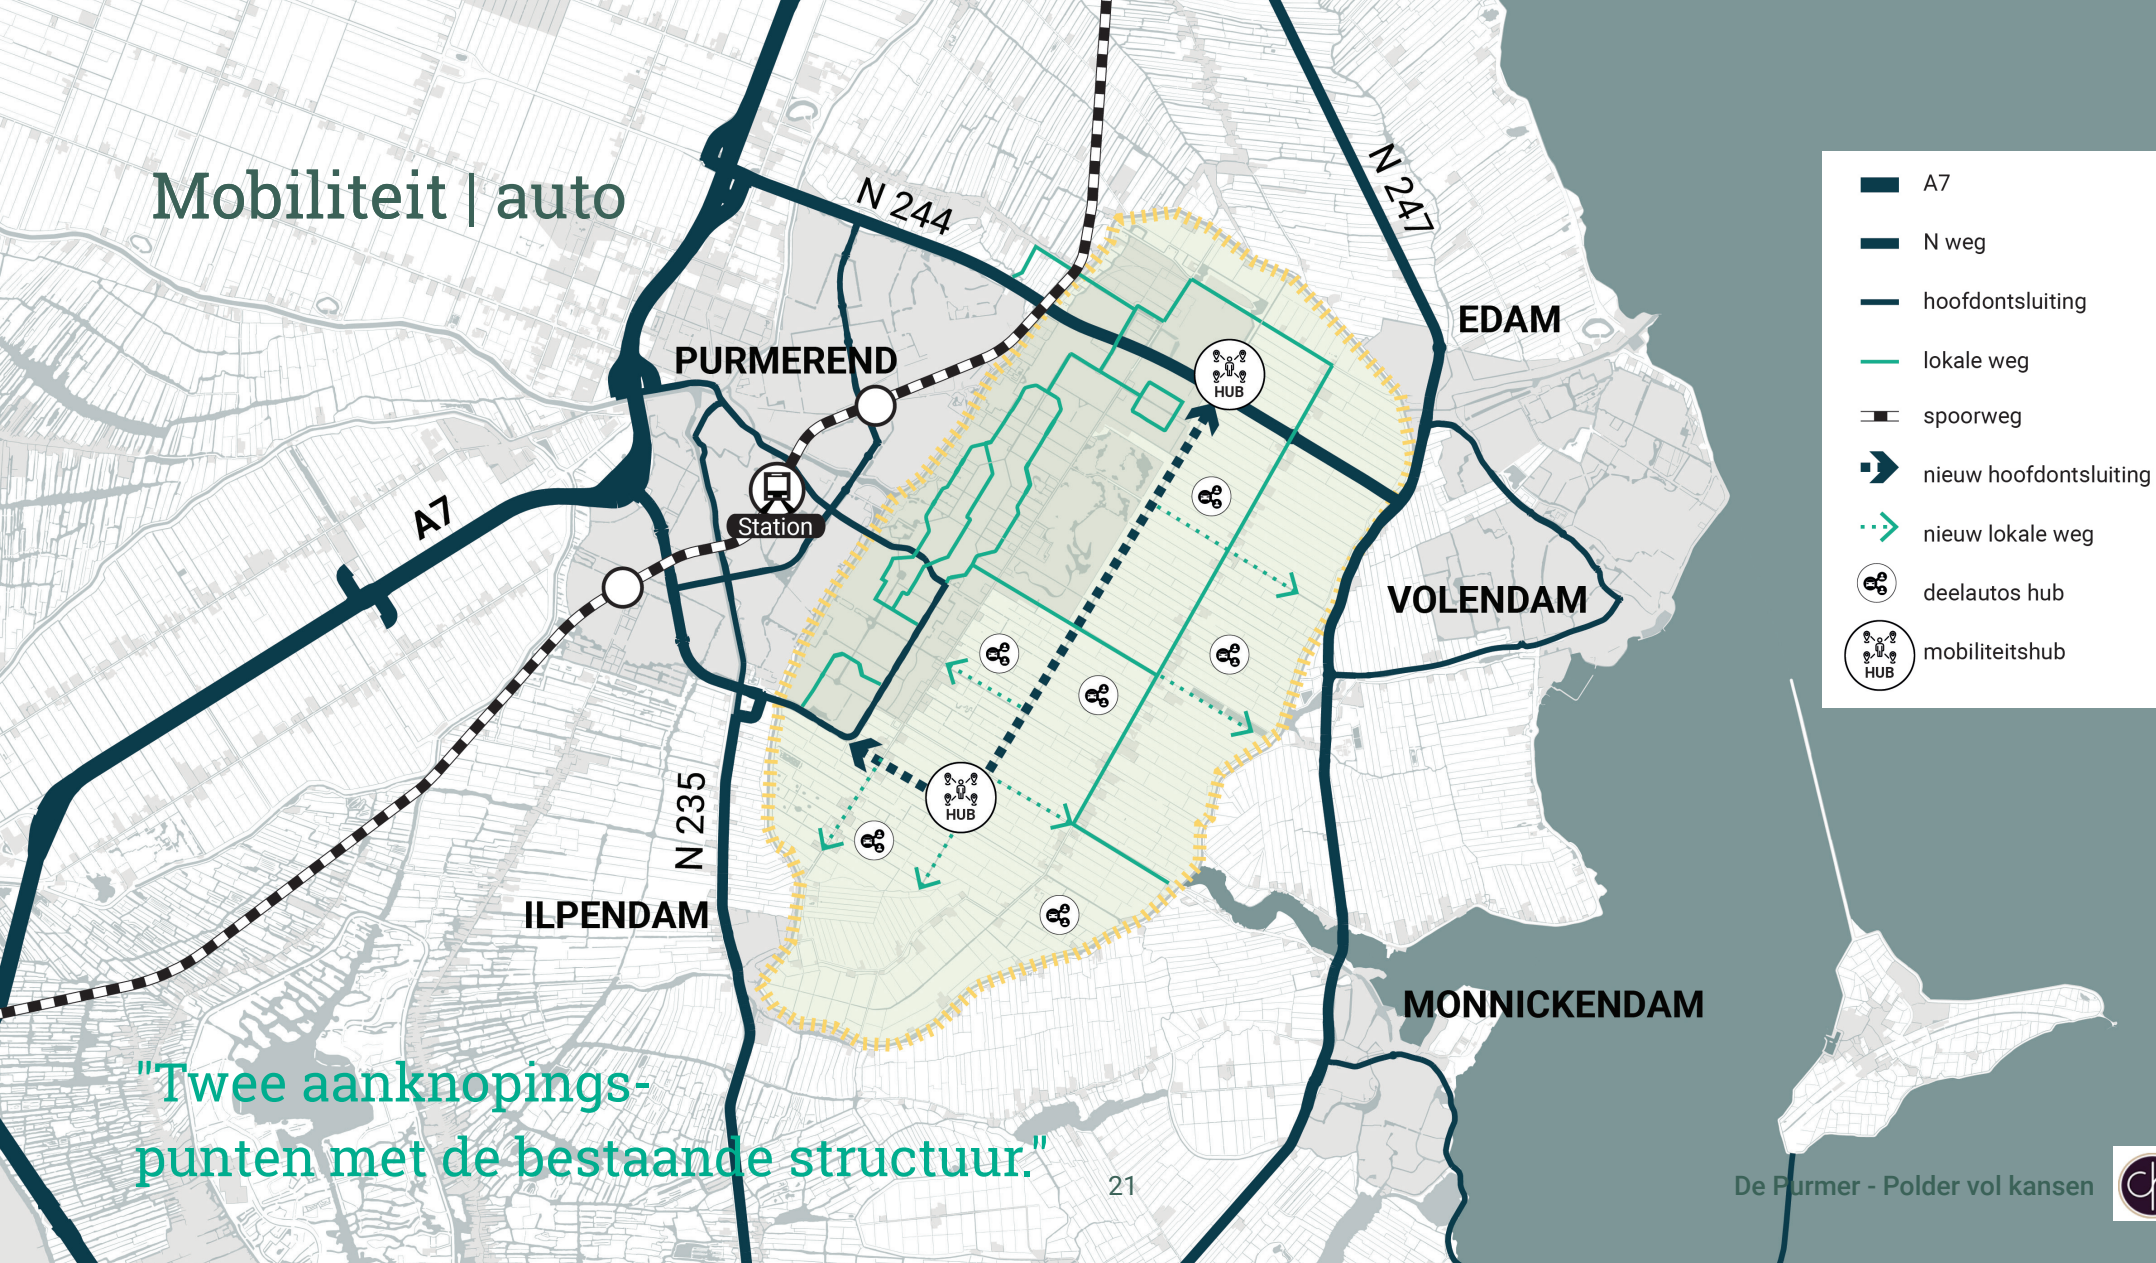 Mobiliteit | auto
N 244
N 247
A7
N weg
hoofdontsluiting
lokale weg
spoorweg
nieuw hoofdontsluiting
nieuw lokale weg
deelautos hub
HUB
mobiliteitshub
EDAM
PURMEREND
HUB
Station
A7
VOLENDAM
N 235
HUB
ILPENDAM
MONNICKENDAM
"Twee aanknopings-
punten met de bestaande structuur."
21
De Purmer - Polder vol kansen